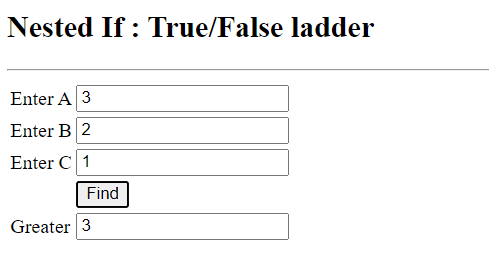 Nested If : True/False ladder
Enter A 3
Enter B 2
Enter C 1
Find
Greater 3